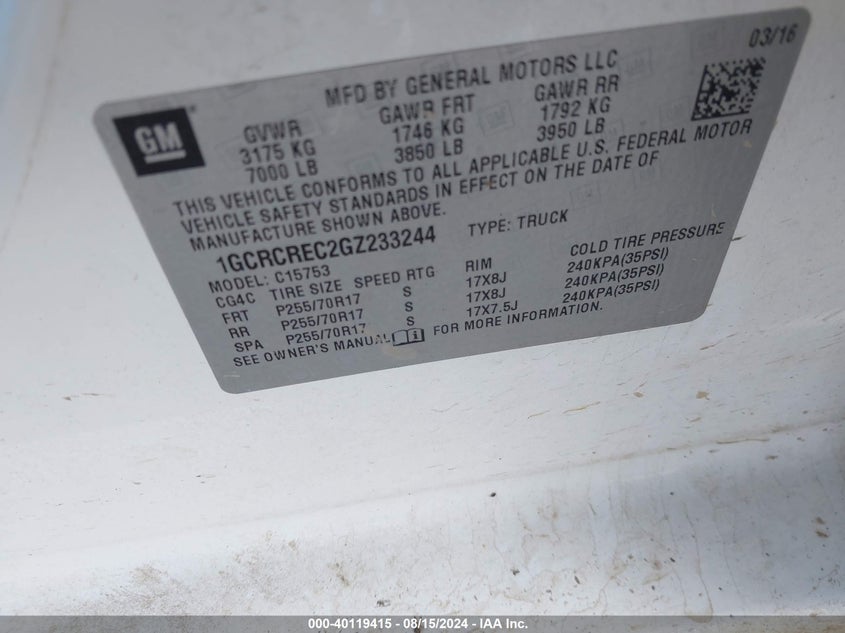 03/16
MFD BY GENERAL MOTORS LLC
GM
GVWR GAWR FRT GAWR RR
3175 KG 1746 KG 1792 KG
7000 LB 3850 LB 3950 LB
THIS VEHICLE CONFORMS TO ALL APPLICABLE U.S. FEDERAL MOTOR
VEHICLE SAFETY STANDARDS IN EFFECT ON THE DATE OF
MANUFACTURE SHOWN ABOVE.
1GCRCREC2GZ233244 TYPE: TRUCK
MODEL: C15753
CG4C TIRE SIZE SPEED RTG RIM COLD TIRE PRESSURE
FRT P255/70R17 S 17X8J 240KPA(35PSI)
RR P255/70R17 S 17X8J 240KPA(35PSI)
SPA P255/70R17 S 17X7.5J 240KPA(35PSI)
SEE OWNER'S MANUAL FOR MORE INFORMATION.
000-40119415 - 08/15/2024 - IAA Inc.